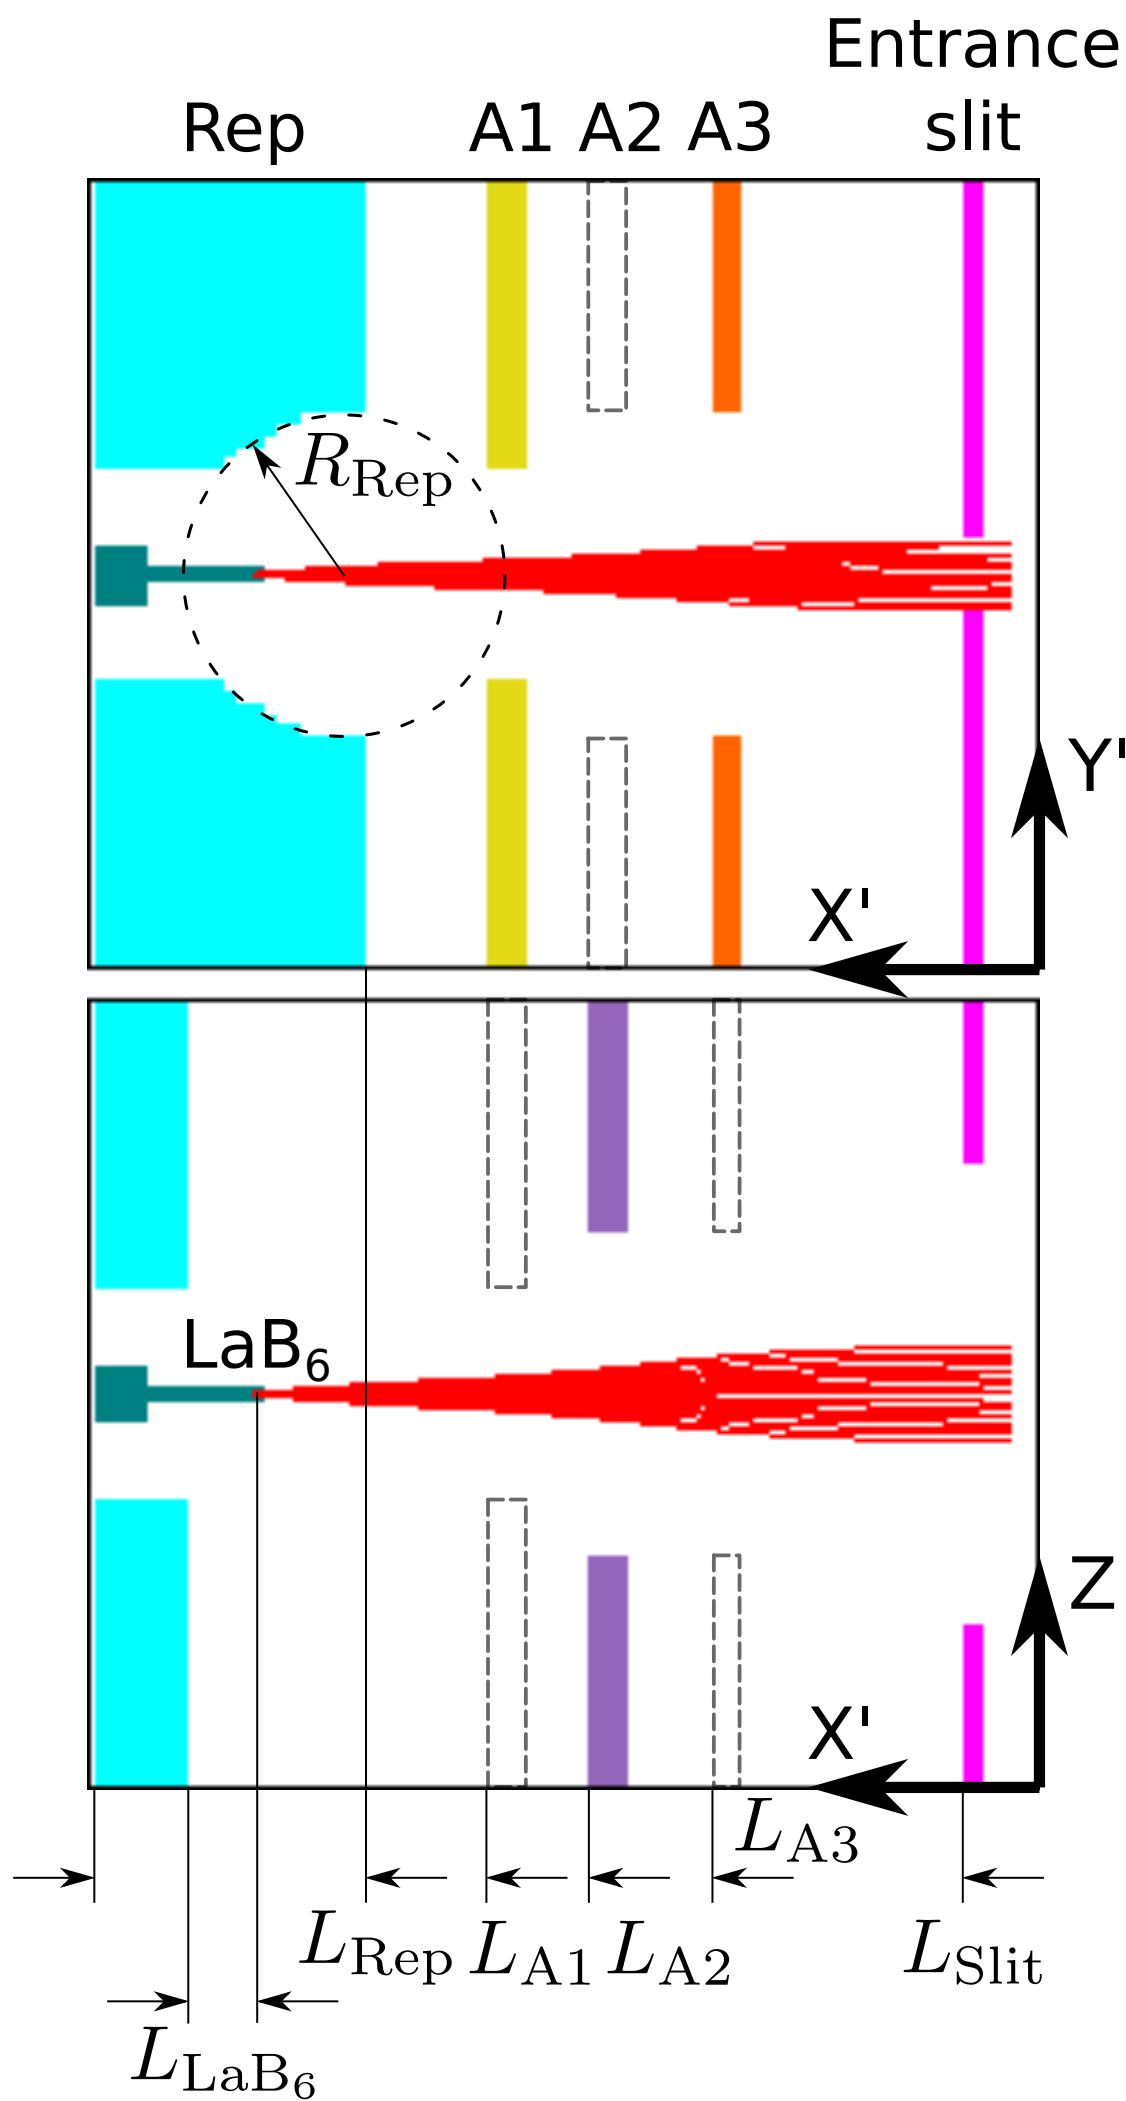 Entrance
Rep A1 A2 A3 slit
R_Rep
Y'
X'
LaB₆
Z
X'
L_A3
L_Rep L_A1 L_A2 L_Slit
L_LaB₆